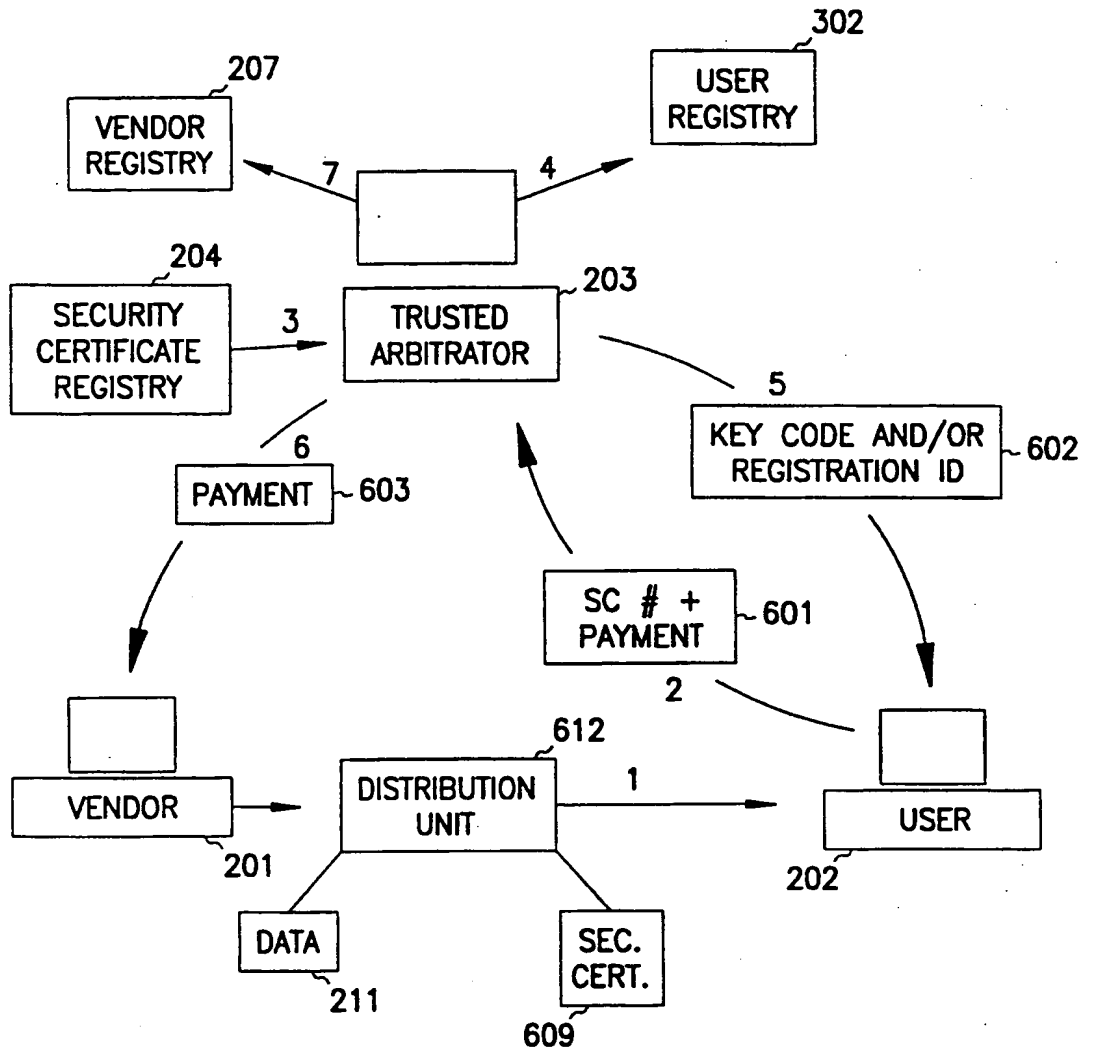 302
207
USER
REGISTRY
VENDOR
REGISTRY
7
4
204
203
SECURITY
CERTIFICATE
REGISTRY
3
TRUSTED
ARBITRATOR
5
6
KEY CODE AND/OR
REGISTRATION ID
602
PAYMENT
603
SC # +
PAYMENT
601
2
612
VENDOR
DISTRIBUTION
UNIT
1
USER
201
202
DATA
SEC.
CERT.
211
609